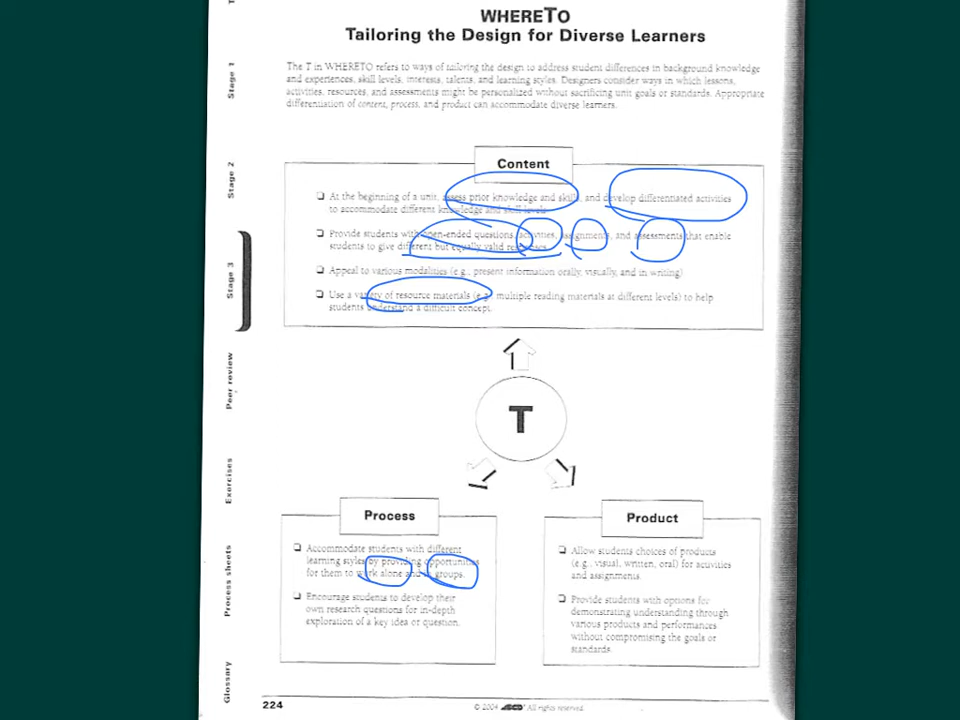 WHERETO
Tailoring the Design for Diverse Learners
The T in WHERETO refers to ways of tailoring the design to address student differences in background knowledge
and experiences, skill levels, interests, talents, and learning styles. Designers consider ways in which lessons,
activities, resources, and assessments might be personalized without sacrificing unit goals or standards. Appropriate
differentiation of content, process, and product can accommodate diverse learners.
Stage 1
Stage 2
Stage 3
Peer review
Exercises
Process sheets
Glossary
Content
❑ At the beginning of a unit, assess prior knowledge and skills, and develop differentiated activities
to accommodate different knowledge and skill levels.
❑ Provide students with open-ended questions, activities, assignments, and assessments that enable
students to give different but equally valid responses.
❑ Appeal to various modalities (e.g., present information orally, visually, and in writing)
❑ Use a variety of resource materials (e.g., multiple reading materials at different levels) to help
students understand a difficult concept.
T
Process
❑ Accommodate students with different
learning styles by providing opportunities
for them to work alone and in groups.
❑ Encourage students to develop their
own research questions for in-depth
exploration of a key idea or question.
Product
❑ Allow students choices of products
(e.g., visual, written, oral) for activities
and assignments.
❑ Provide students with options for
demonstrating understanding through
various products and performances
without compromising the goals or
standards.
224
© 2004 ASCD All rights reserved.